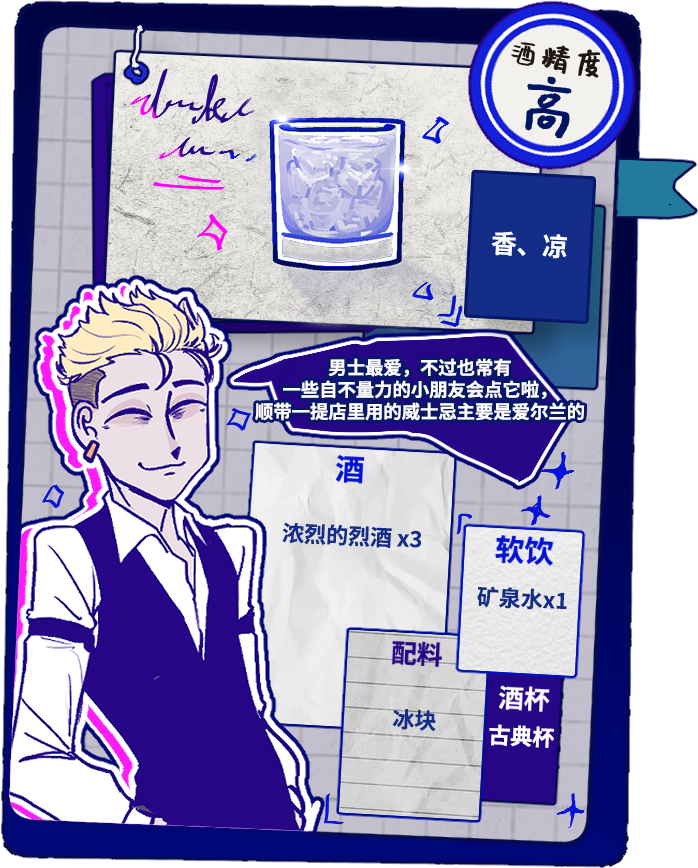 酒精度
高
香、凉
男士最爱，不过也常有
一些自不量力的小朋友会点它啦，
顺带一提店里用的威士忌主要是爱尔兰的
酒
浓烈的烈酒 x3
软饮
矿泉水x1
配料
冰块
酒杯
古典杯